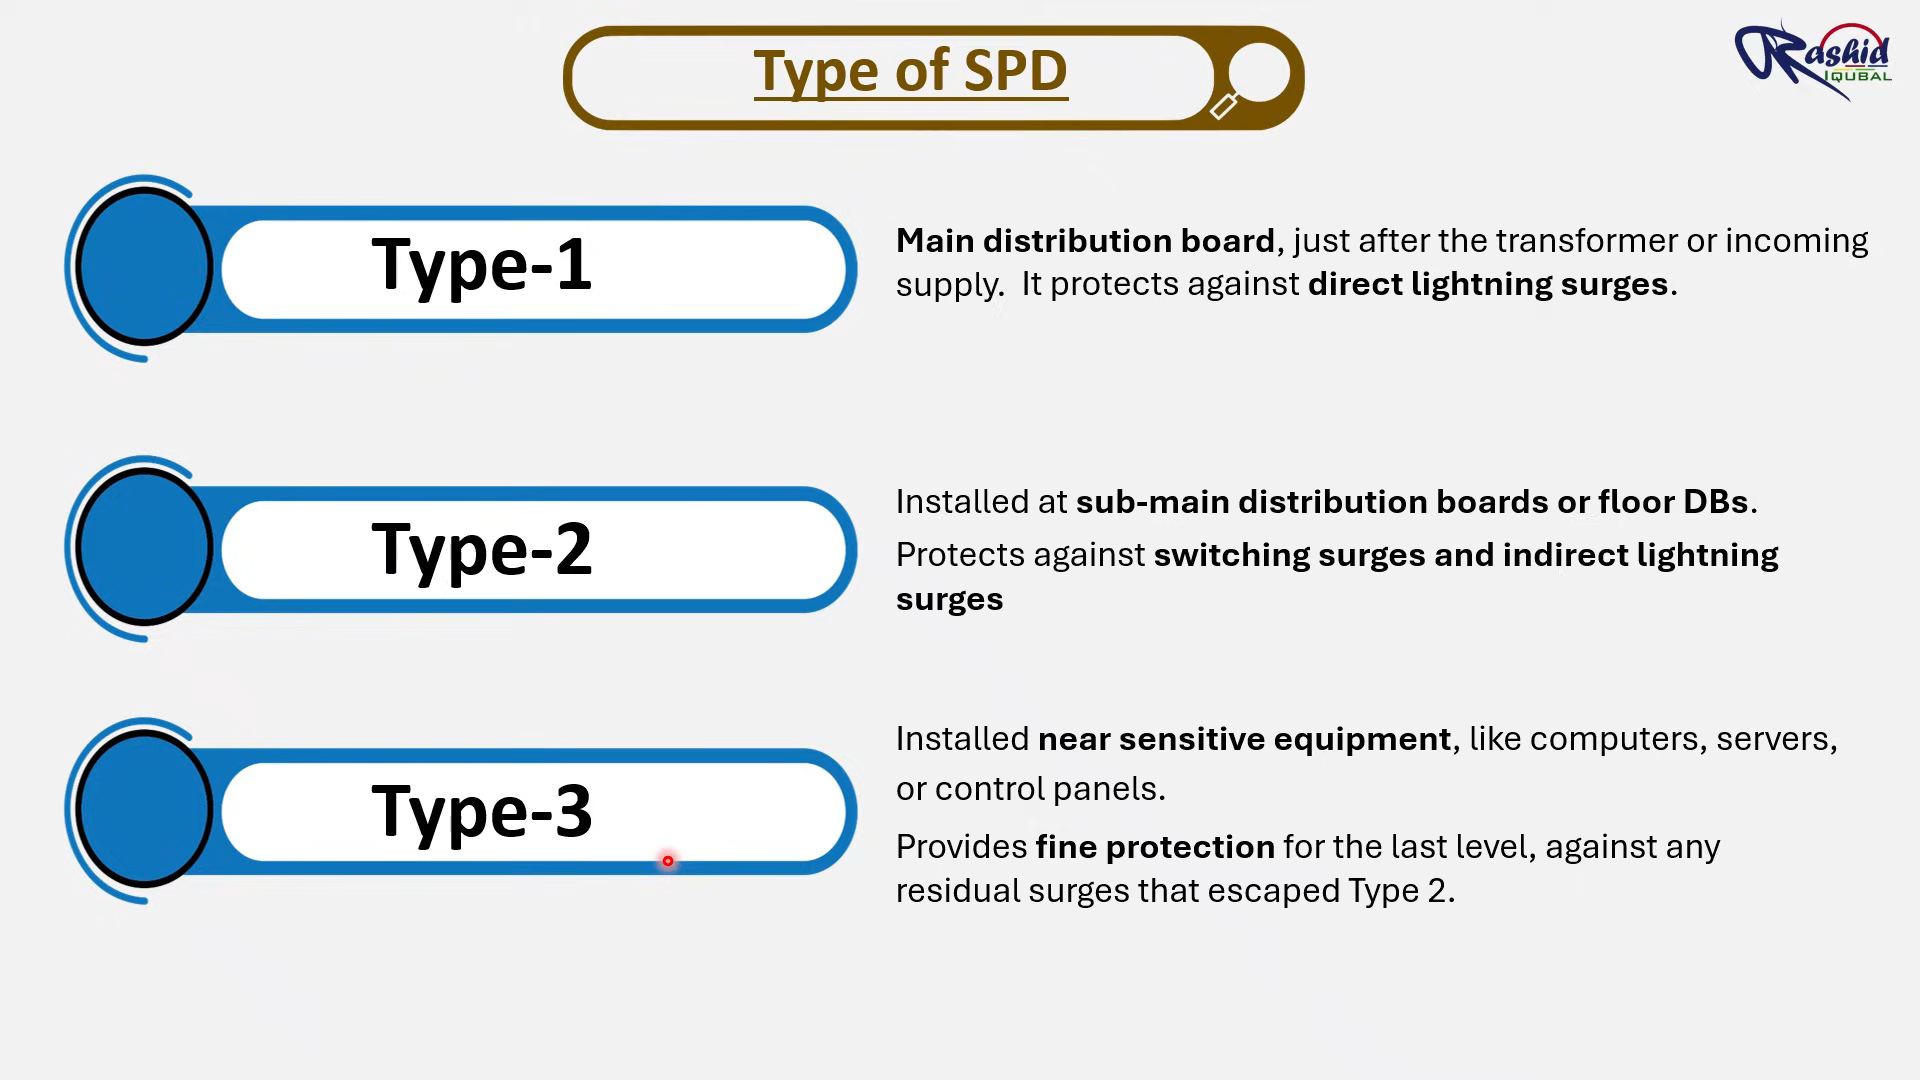 Type of SPD
Rashid
IQUBAL
Type-1
Main distribution board, just after the transformer or incoming
supply. It protects against direct lightning surges.
Type-2
Installed at sub-main distribution boards or floor DBs.
Protects against switching surges and indirect lightning
surges
Type-3
Installed near sensitive equipment, like computers, servers,
or control panels.
Provides fine protection for the last level, against any
residual surges that escaped Type 2.